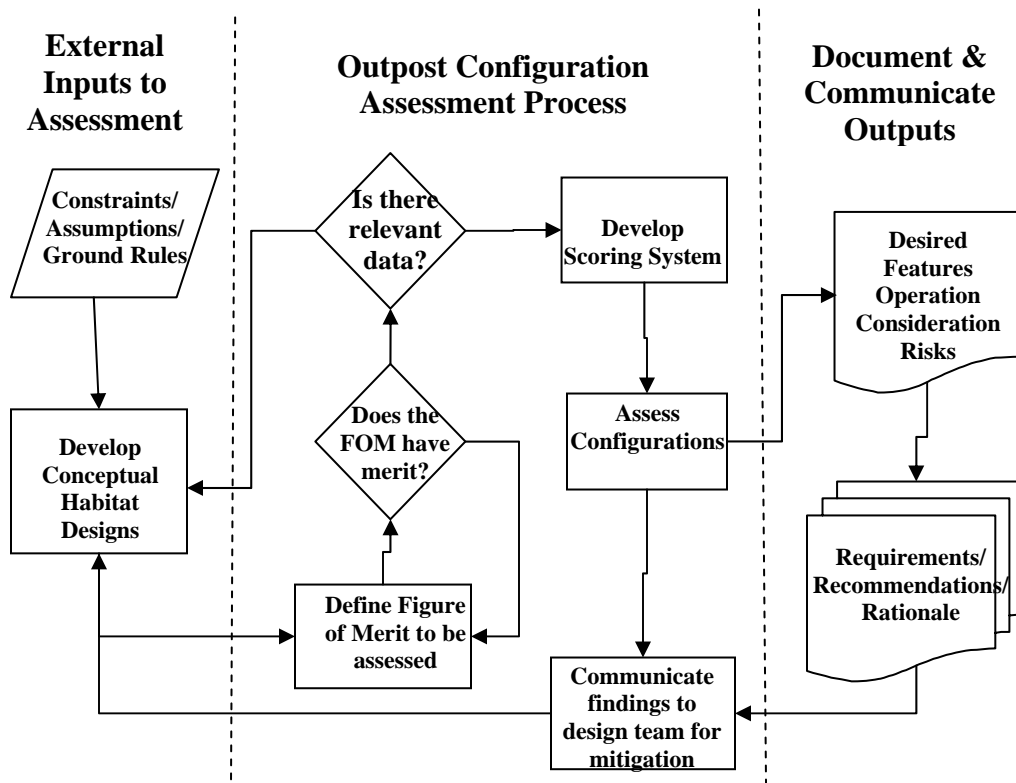 External
Inputs to
Assessment
Outpost Configuration
Assessment Process
Document &
Communicate
Outputs
Constraints/
Assumptions/
Ground Rules
Is there
relevant
data?
Develop
Scoring System
Desired
Features
Operation
Consideration
Risks
Develop
Conceptual
Habitat
Designs
Does the
FOM have
merit?
Assess
Configurations
Requirements/
Recommendations/
Rationale
Define Figure
of Merit to be
assessed
Communicate
findings to
design team for
mitigation